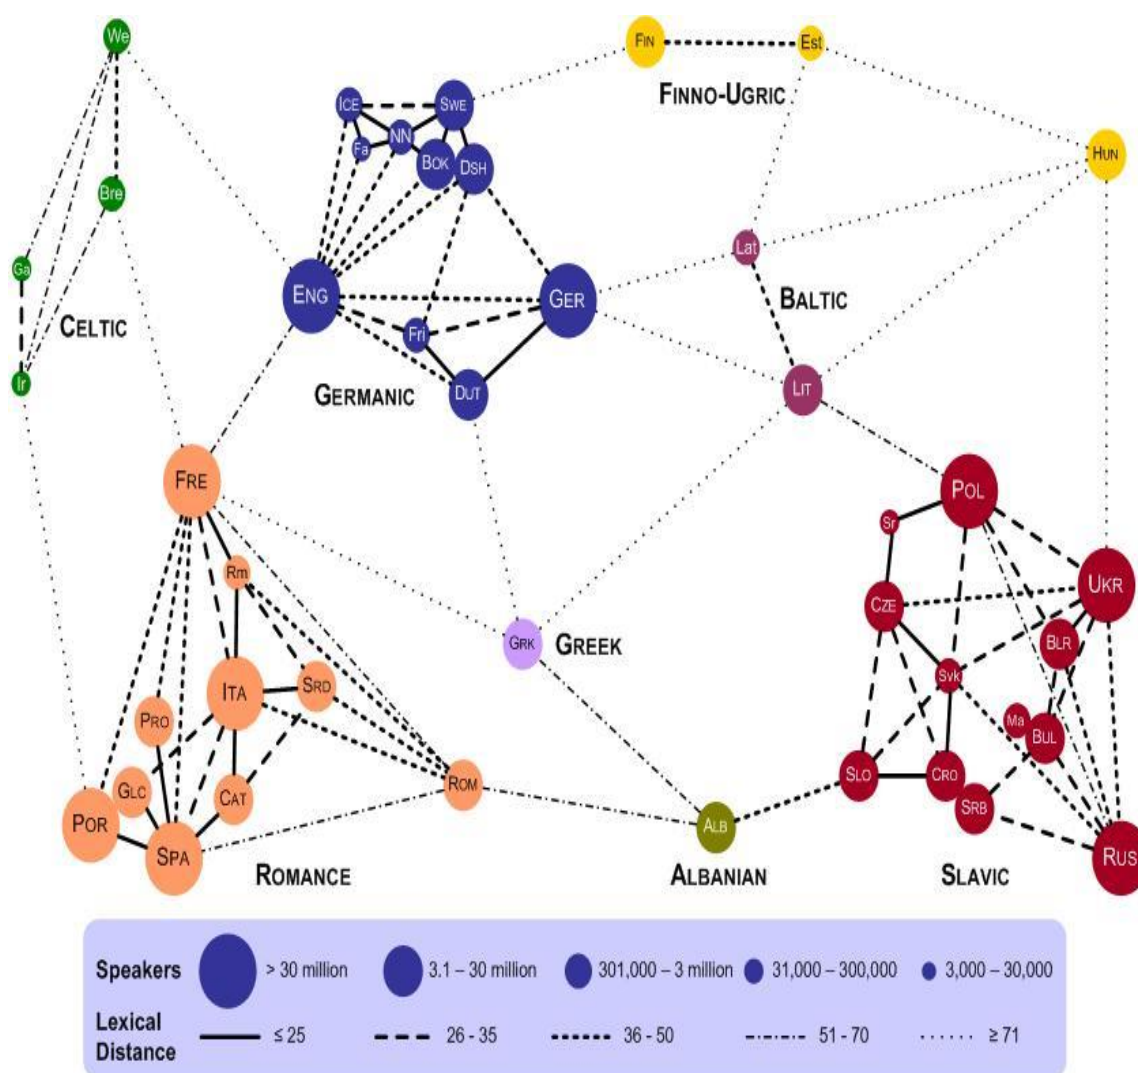 We
FIN
Est
FINNO-UGRIC
ICE
SWE
NN
Fa
BOK
DSH
HUN
Bre
Lat
Ga
ENG
GER
BALTIC
CELTIC
Fri
Ir
GERMANIC
DUT
LIT
FRE
POL
Sr
Rm
UKR
CZE
GRK
GREEK
BLR
ITA
SRD
Svk
PRO
Ma
BUL
GLC
CAT
ROM
SLO
CRO
SRB
POR
SPA
ALB
RUS
ROMANCE
ALBANIAN
SLAVIC
Speakers > 30 million 3.1 – 30 million 301,000 – 3 million 31,000 – 300,000 3,000 – 30,000
Lexical
Distance ≤ 25 26 - 35 36 - 50 51 - 70 ≥ 71